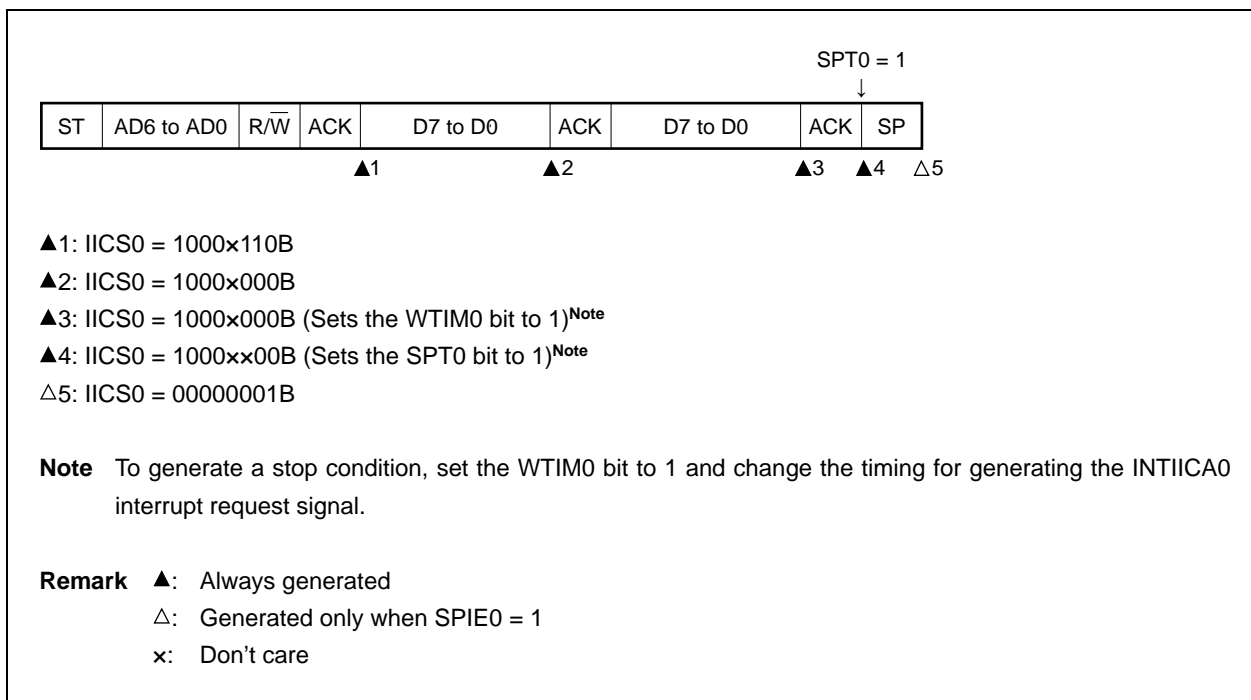 SPT0 = 1
↓
ST AD6 to AD0 R/W̅ ACK D7 to D0 ACK D7 to D0 ACK SP
▲1 ▲2 ▲3 ▲4 △5
▲1: IICS0 = 1000×110B
▲2: IICS0 = 1000×000B
▲3: IICS0 = 1000×000B (Sets the WTIM0 bit to 1)Note
▲4: IICS0 = 1000××00B (Sets the SPT0 bit to 1)Note
△5: IICS0 = 00000001B
Note To generate a stop condition, set the WTIM0 bit to 1 and change the timing for generating the INTIICA0
interrupt request signal.
Remark ▲: Always generated
△: Generated only when SPIE0 = 1
×: Don't care